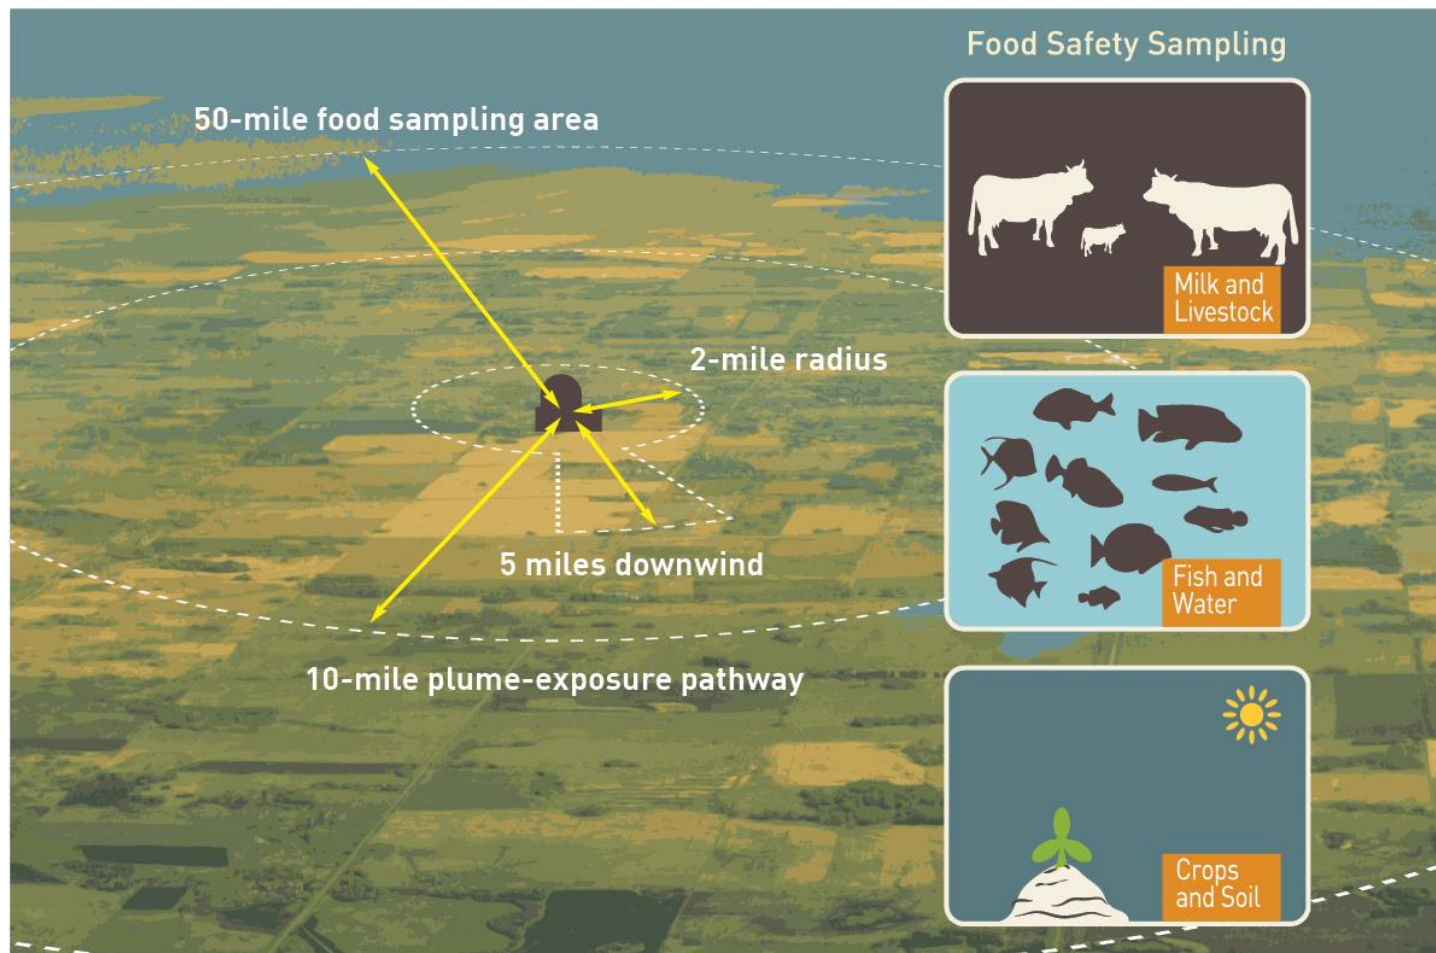 Food Safety Sampling
50-mile food sampling area
2-mile radius
5 miles downwind
10-mile plume-exposure pathway
Milk and
Livestock
Fish and
Water
Crops
and Soil